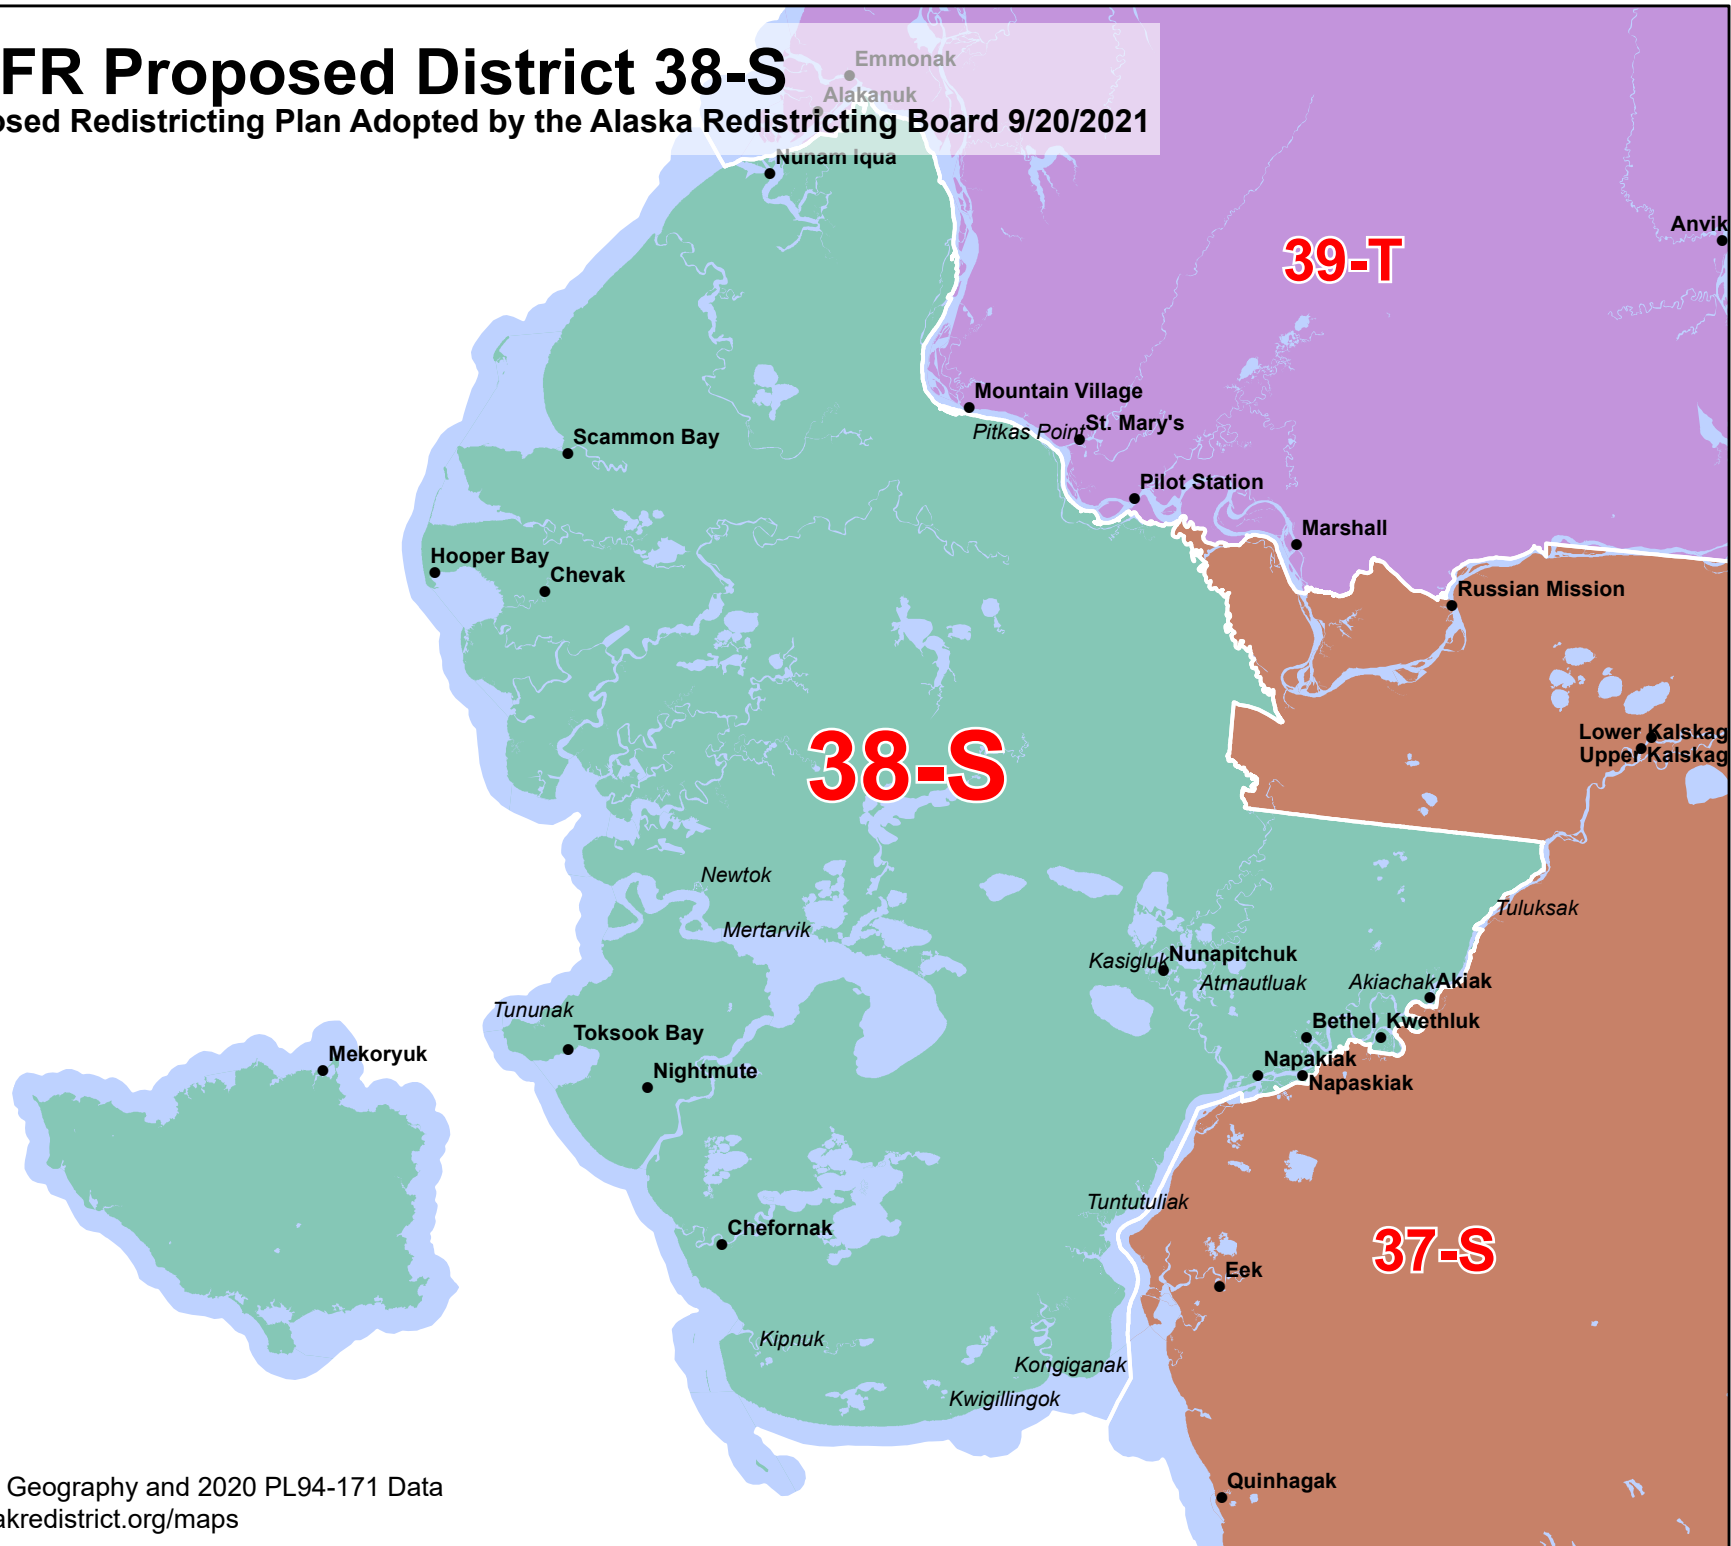 FR Proposed District 38-S
osed Redistricting Plan Adopted by the Alaska Redistricting Board 9/20/2021
Emmonak
Alakanuk
Nunam Iqua
Anvik
39-T
Mountain Village
St. Mary's
Pitkas Point
Scammon Bay
Pilot Station
Marshall
Hooper Bay
Chevak
Russian Mission
Lower Kalskag
Upper Kalskag
38-S
Newtok
Tuluksak
Mertarvik
Nunapitchuk
Kasigluk
Atmautluak
Akiachak
Akiak
Tununak
Toksook Bay
Bethel
Kwethluk
Mekoryuk
Nightmute
Napakiak
Napaskiak
Tuntutuliak
Chefornak
37-S
Eek
Kipnuk
Kongiganak
Kwigillingok
Quinhagak
Geography and 2020 PL94-171 Data
akredistrict.org/maps